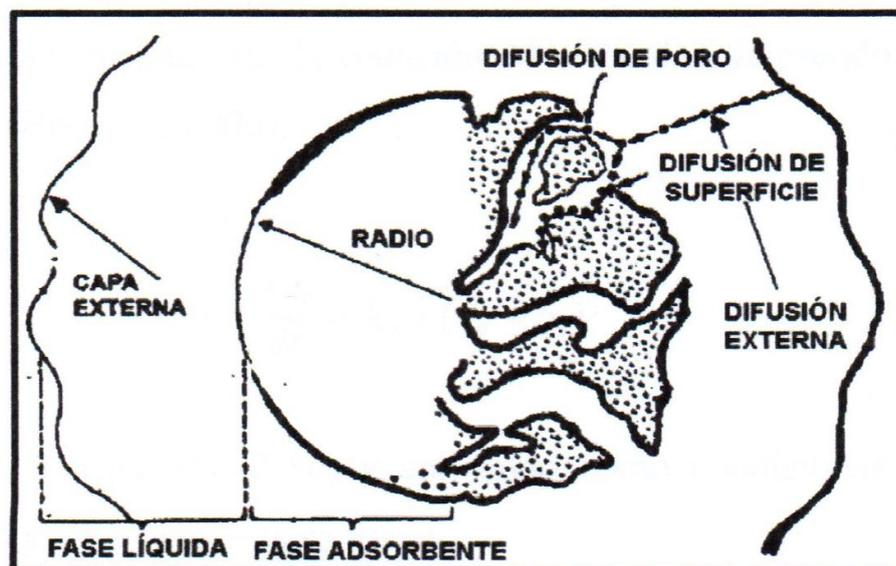 DIFUSIÓN DE PORO
DIFUSIÓN DE
SUPERFICIE
RADIO
CAPA
EXTERNA
DIFUSIÓN
EXTERNA
FASE LÍQUIDA
FASE ADSORBENTE